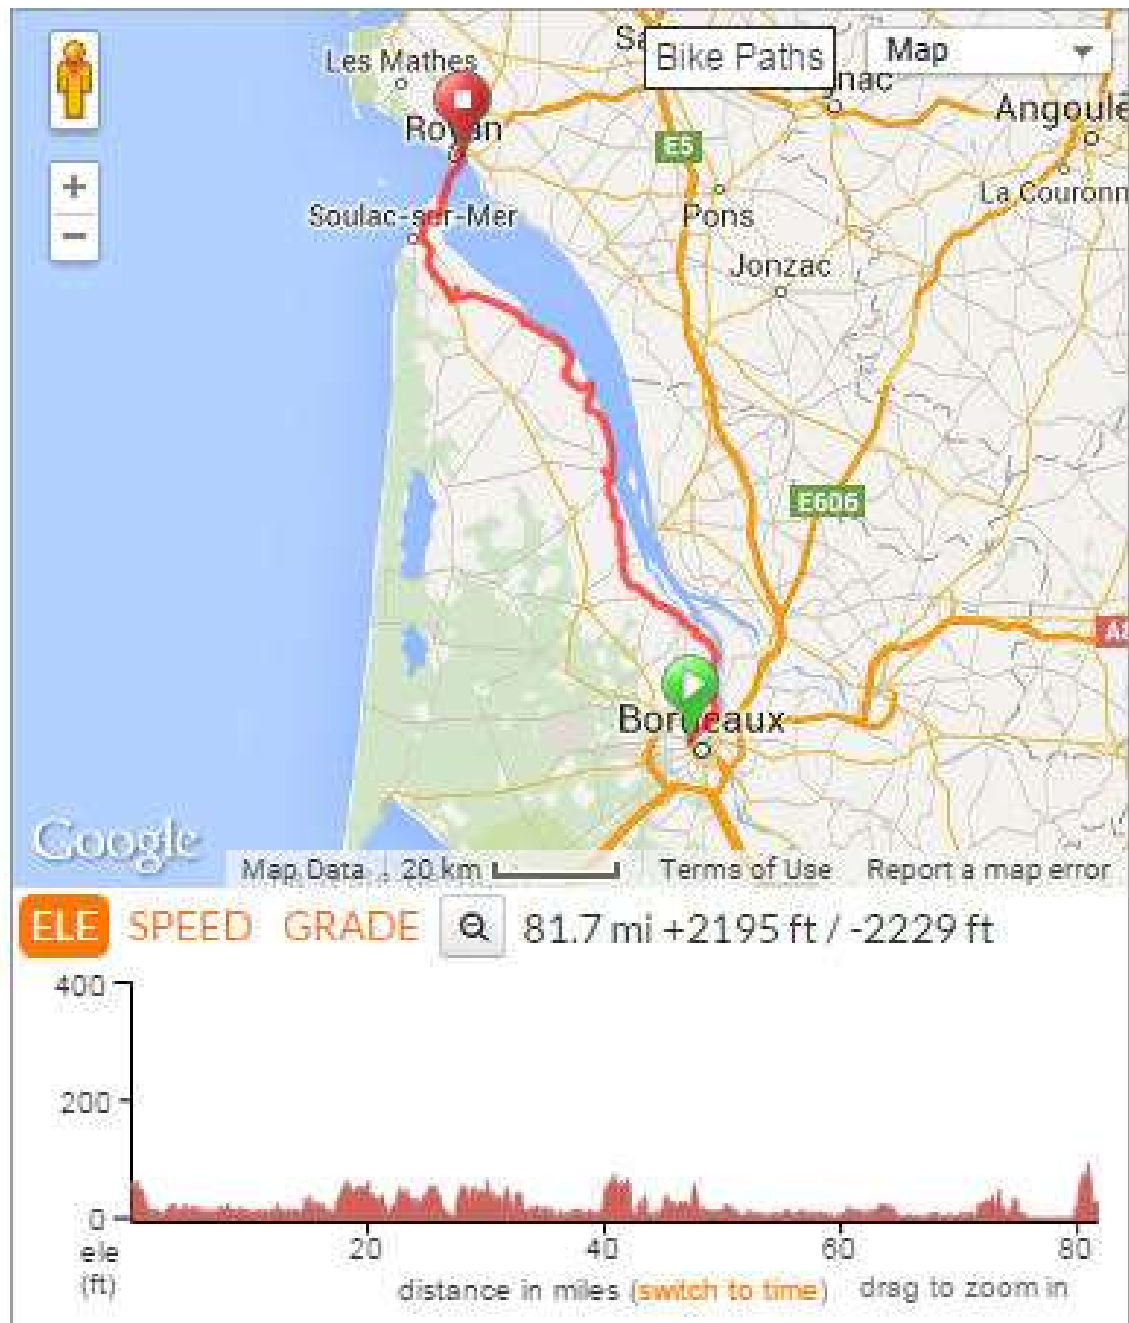 Les Mathes
Sa
Bike Paths
Map
gnac
Royan
Angoulê
E5
La Couronn
Soulac-sur-Mer
Pons
Jonzac
E606
A8
Bordeaux
Google
Map Data
20 km
Terms of Use
Report a map error
ELE SPEED GRADE 81.7 mi +2195 ft / -2229 ft
400
200
0
ele
(ft)
20 40 60 80
distance in miles (switch to time) drag to zoom in